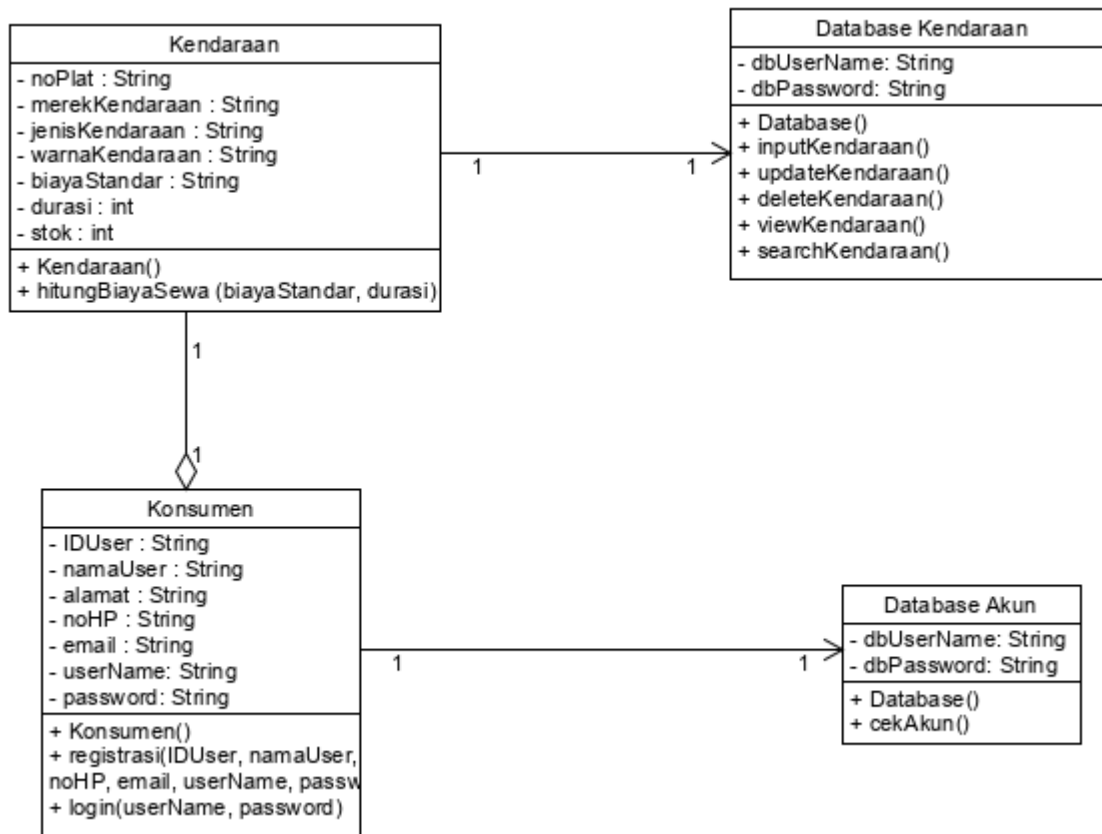 Kendaraan
- noPlat : String
- merekKendaraan : String
- jenisKendaraan : String
- warnaKendaraan : String
- biayaStandar : String
- durasi : int
- stok : int
+ Kendaraan()
+ hitungBiayaSewa (biayaStandar, durasi)
Database Kendaraan
- dbUserName: String
- dbPassword: String
+ Database()
+ inputKendaraan()
+ updateKendaraan()
+ deleteKendaraan()
+ viewKendaraan()
+ searchKendaraan()
1
1
1
1
Konsumen
- IDUser : String
- namaUser : String
- alamat : String
- noHP : String
- email : String
- userName: String
- password: String
+ Konsumen()
+ registrasi(IDUser, namaUser,
noHP, email, userName, passw
+ login(userName, password)
1
1
Database Akun
- dbUserName: String
- dbPassword: String
+ Database()
+ cekAkun()